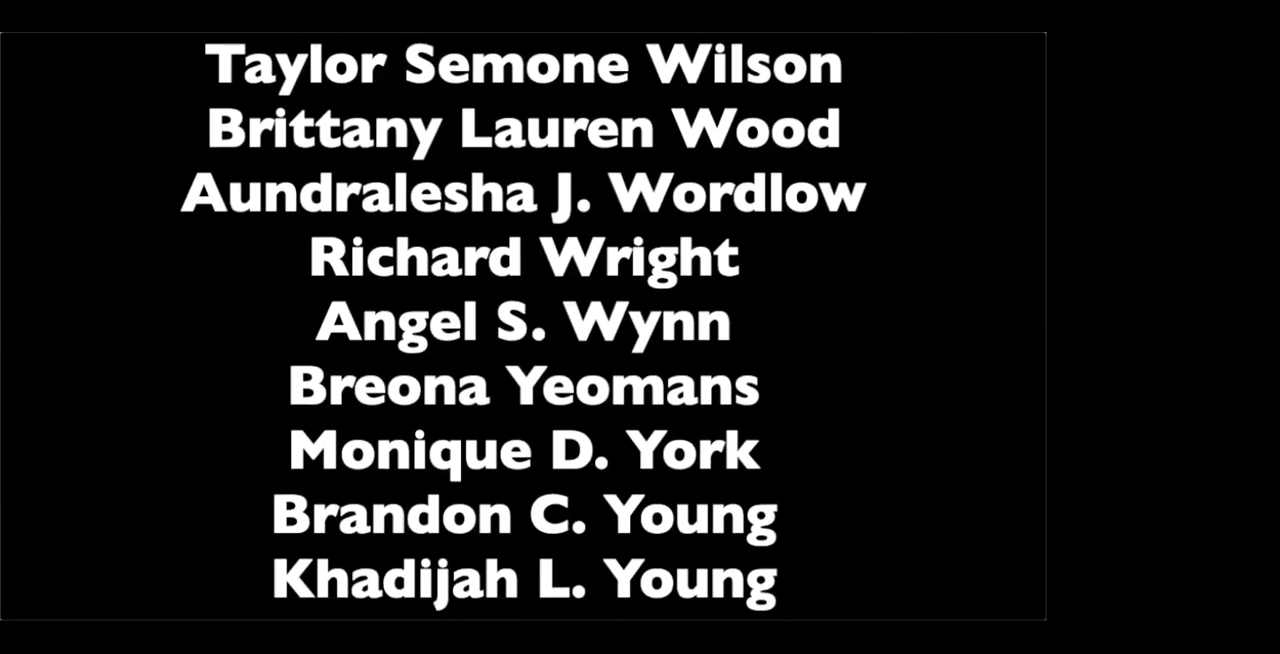 Taylor Semone Wilson
Brittany Lauren Wood
Aundralesha J. Wordlow
Richard Wright
Angel S. Wynn
Breona Yeomans
Monique D. York
Brandon C. Young
Khadijah L. Young